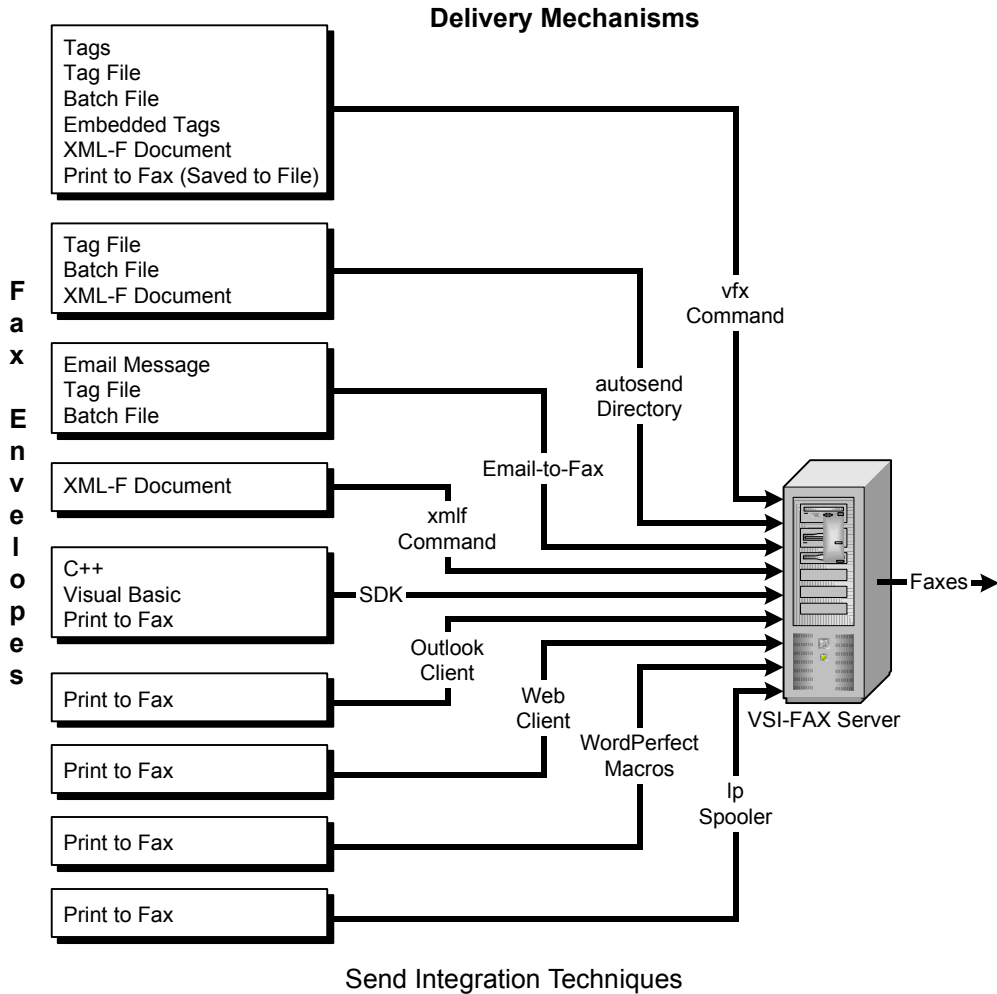 Delivery Mechanisms
Fax Envelopes
Tags
Tag File
Batch File
Embedded Tags
XML-F Document
Print to Fax (Saved to File)
vfx
Command
Tag File
Batch File
XML-F Document
autosend
Directory
Email Message
Tag File
Batch File
Email-to-Fax
XML-F Document
xmlf
Command
C++
Visual Basic
Print to Fax
SDK
Print to Fax
Outlook
Client
Print to Fax
Web
Client
Print to Fax
WordPerfect
Macros
Print to Fax
lp
Spooler
VSI-FAX Server
Faxes
Send Integration Techniques